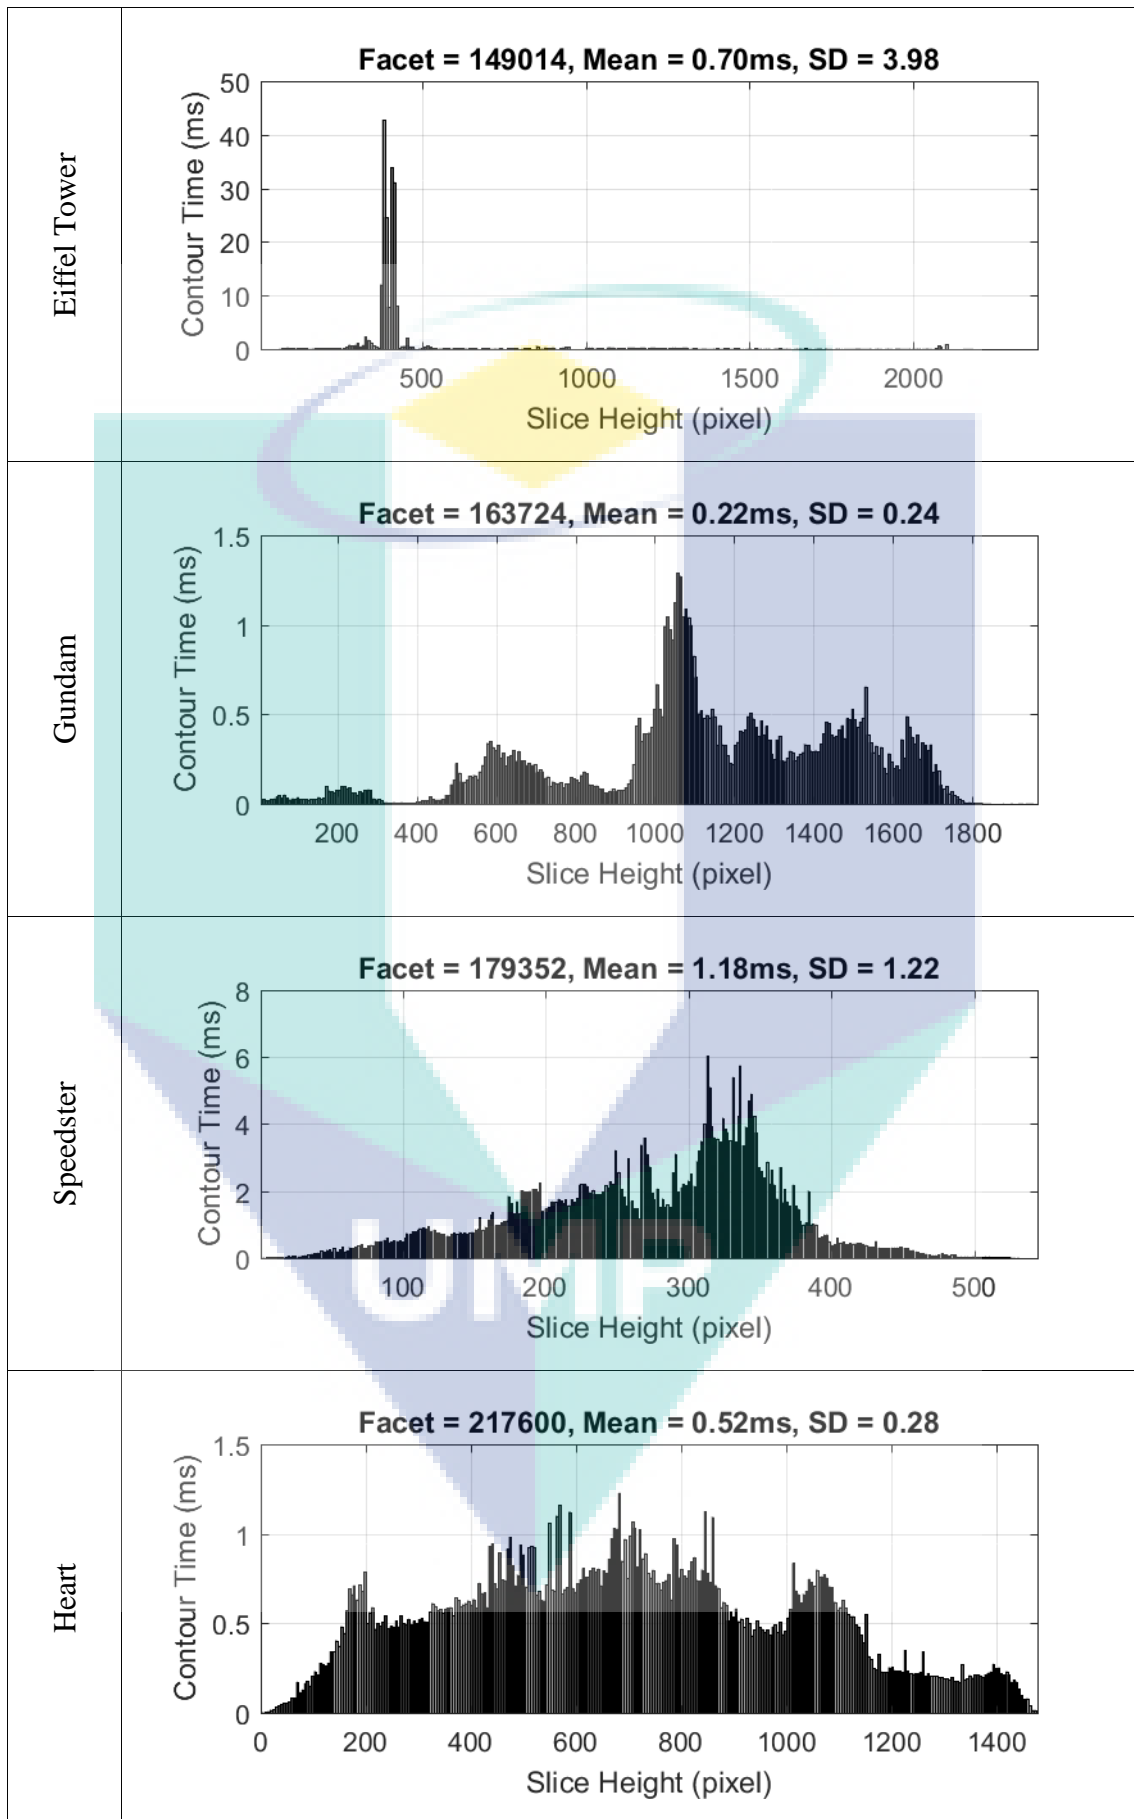 Eiffel Tower
Facet = 149014, Mean = 0.70ms, SD = 3.98
Contour Time (ms)
50
40
30
20
10
0
500 1000 1500 2000
Slice Height (pixel)
Gundam
Facet = 163724, Mean = 0.22ms, SD = 0.24
Contour Time (ms)
1.5
1
0.5
0
200 400 600 800 1000 1200 1400 1600 1800
Slice Height (pixel)
Speedster
Facet = 179352, Mean = 1.18ms, SD = 1.22
Contour Time (ms)
8
6
4
2
0
100 200 300 400 500
Slice Height (pixel)
UMP
Heart
Facet = 217600, Mean = 0.52ms, SD = 0.28
Contour Time (ms)
1.5
1
0.5
0
0 200 400 600 800 1000 1200 1400
Slice Height (pixel)